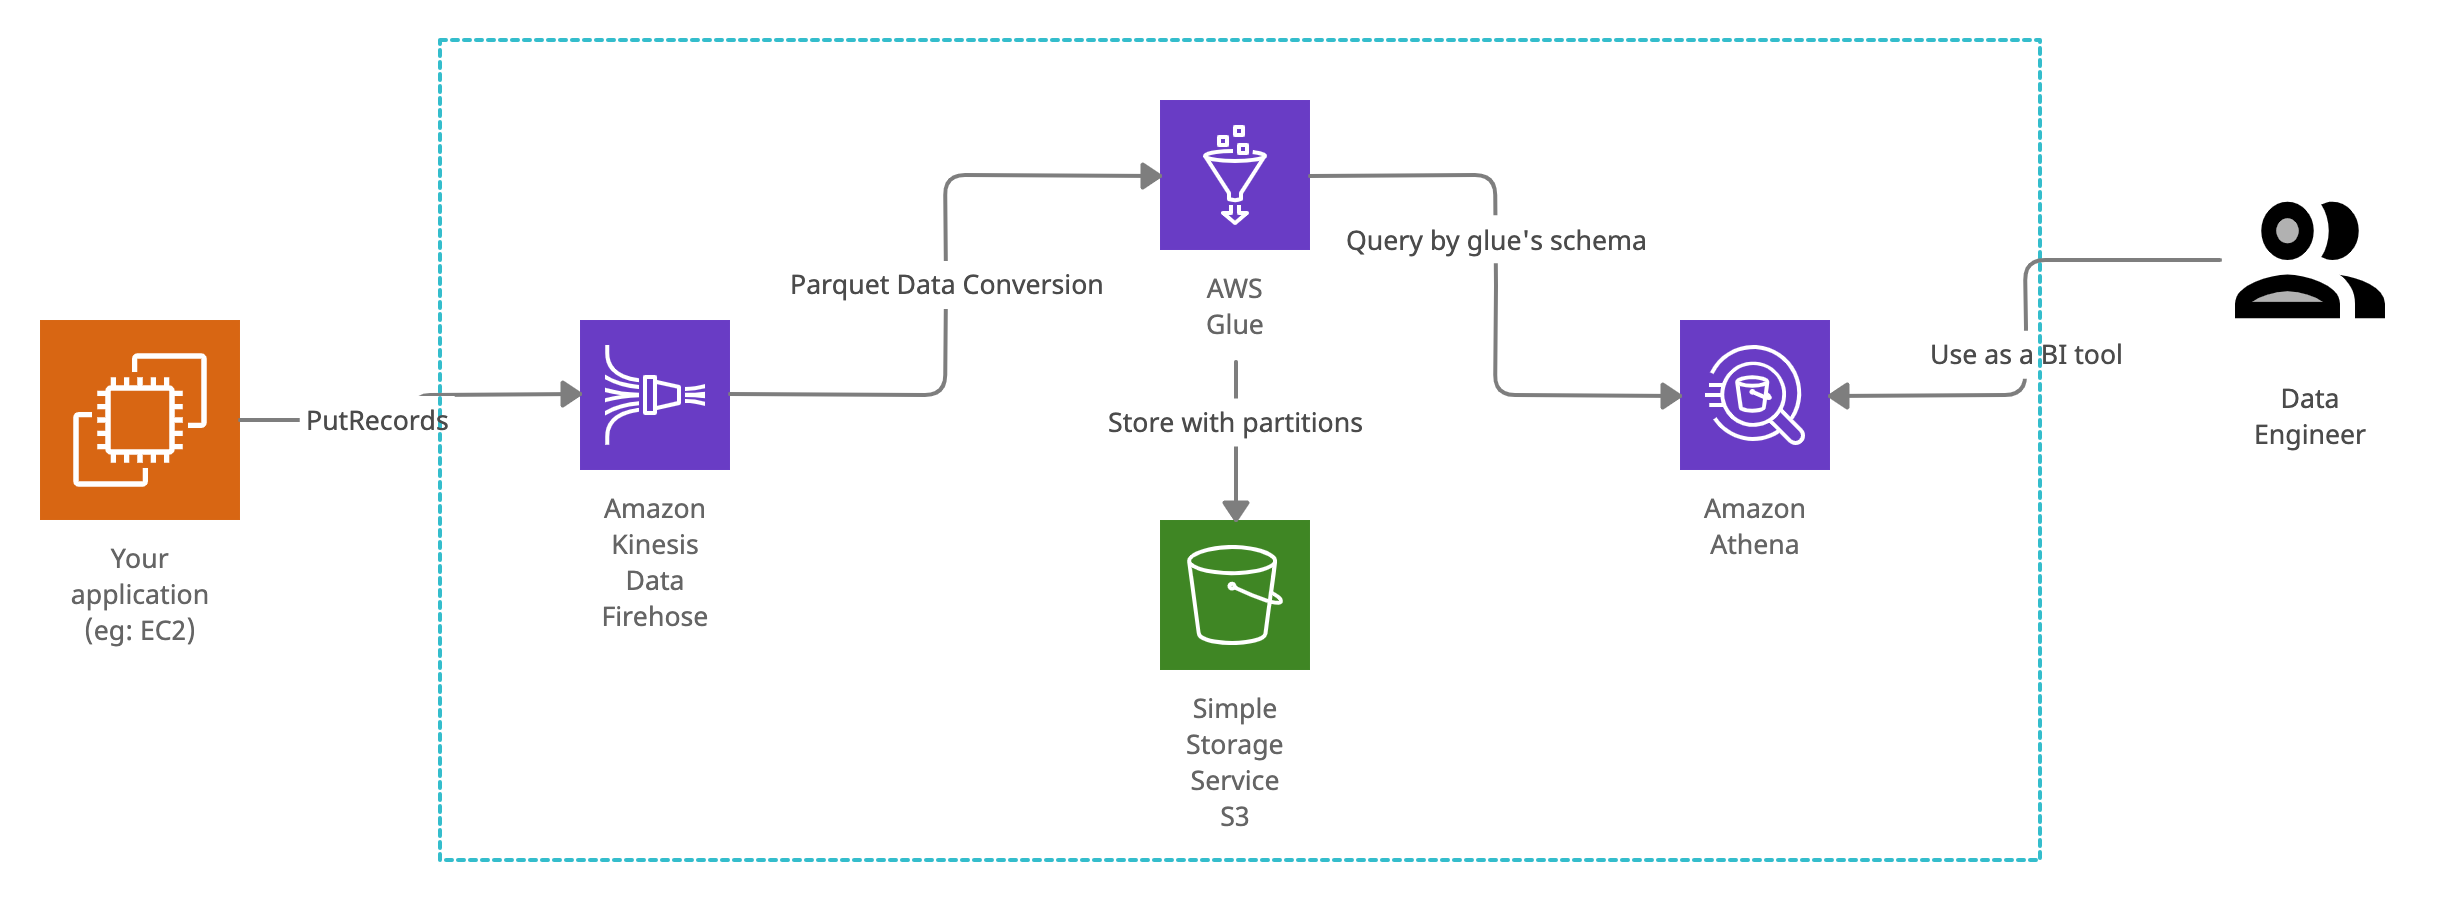 PutRecords
Your
application
(eg: EC2)
Amazon
Kinesis
Data
Firehose
Parquet Data Conversion
AWS
Glue
Store with partitions
Simple
Storage
Service
S3
Query by glue's schema
Amazon
Athena
Use as a BI tool
Data
Engineer